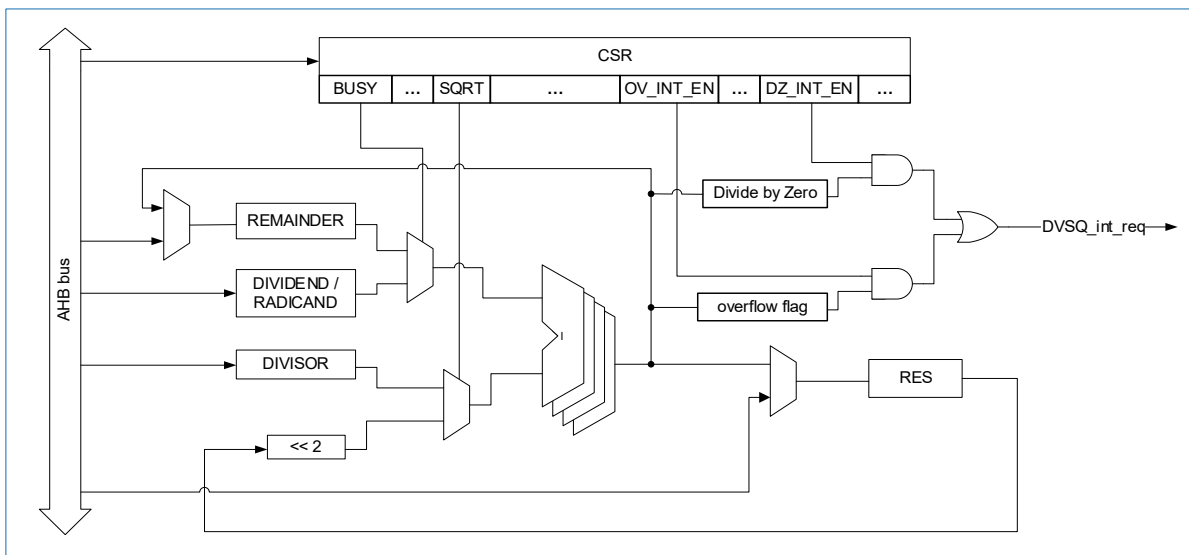 CSR
BUSY ... SQRT ... OV_INT_EN ... DZ_INT_EN ...
Divide by Zero
REMAINDER
DVSQ_int_req
AHB bus
DIVIDEND /
RADICAND
overflow flag
I
DIVISOR
RES
<< 2